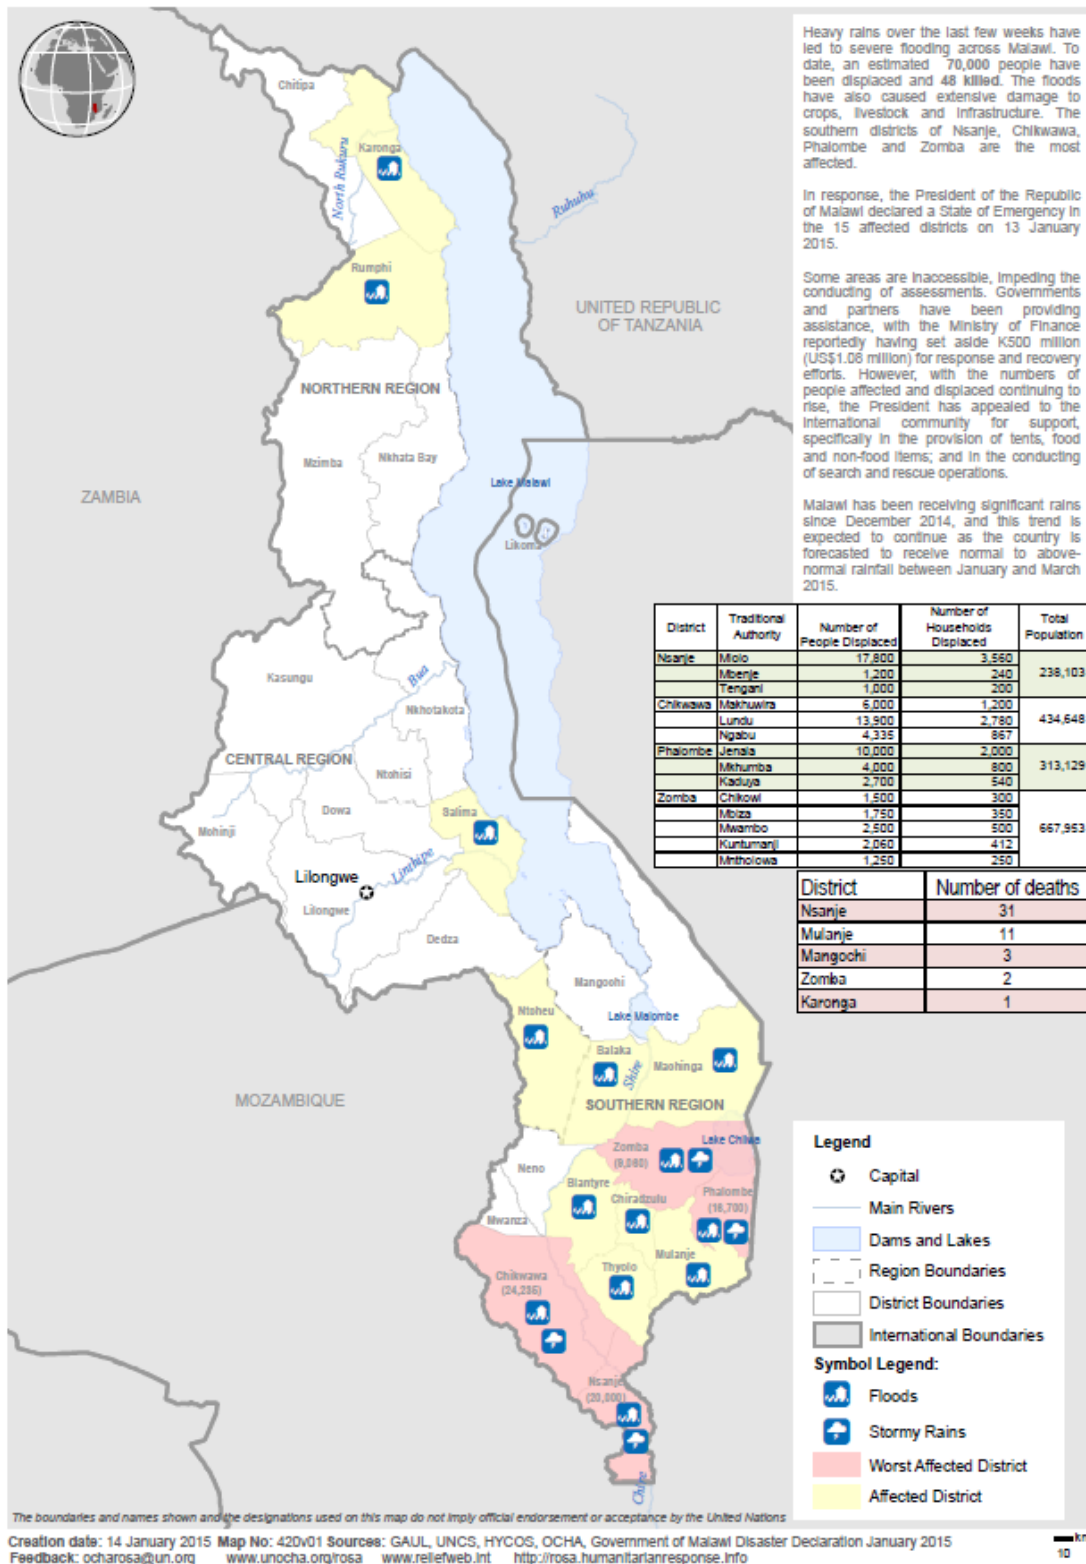 Heavy rains over the last few weeks have
led to severe flooding across Malawi. To
date, an estimated 70,000 people have
been displaced and 48 killed. The floods
have also caused extensive damage to
crops, livestock and infrastructure. The
southern districts of Nsanje, Chikwawa,
Phalombe and Zomba are the most
affected.
In response, the President of the Republic
of Malawi declared a State of Emergency in
the 15 affected districts on 13 January
2015.
Some areas are inaccessible, impeding the
conducting of assessments. Governments
and partners have been providing
assistance, with the Ministry of Finance
reportedly having set aside K500 million
(US$1.08 million) for response and recovery
efforts. However, with the numbers of
people affected and displaced continuing to
rise, the President has appealed to the
international community for support,
specifically in the provision of tents, food
and non-food items; and in the conducting
of search and rescue operations.
Malawi has been receiving significant rains
since December 2014, and this trend is
expected to continue as the country is
forecasted to receive normal to above-
normal rainfall between January and March
2015.
Chitipa
Karonga
North Rukuru
Ruhuhu
Rumphi
UNITED REPUBLIC
OF TANZANIA
NORTHERN REGION
Mzimba
Nkhata Bay
ZAMBIA
Lake Malawi
Likoma
District Traditional Authority Number of People Displaced Number of Households Displaced Total Population
Nsanje Mlolo 17,800 3,560 238,103
Mbenje 1,200 240
Tengani 1,000 200
Chikwawa Makhuwira 6,000 1,200 434,648
Lundu 13,900 2,780
Ngabu 4,335 867
Phalombe Jenala 10,000 2,000 313,129
Mkhumba 4,000 800
Kaduya 2,700 540
Zomba Chikowi 1,500 300 667,953
Mbiza 1,750 350
Mwambo 2,500 500
Kuntumanji 2,060 412
Mntholowa 1,250 250
District Number of deaths
Nsanje 31
Mulanje 11
Mangochi 3
Zomba 2
Karonga 1
Kasungu
Bua
Nkhotakota
CENTRAL REGION
Ntchisi
Dowa
Mchinji
Salima
Linthipe
Lilongwe
Lilongwe
Dedza
Mangochi
Lake Malombe
Ntcheu
Balaka
Shire
Machinga
SOUTHERN REGION
MOZAMBIQUE
Zomba
(9,060)
Lake Chilwa
Neno
Blantyre
Chiradzulu
Phalombe
(16,700)
Mwanza
Mulanje
Thyolo
Chikwawa
(24,235)
Nsanje
(20,000)
Chire
Legend
Capital
Main Rivers
Dams and Lakes
Region Boundaries
District Boundaries
International Boundaries
Symbol Legend:
Floods
Stormy Rains
Worst Affected District
Affected District
The boundaries and names shown and the designations used on this map do not imply official endorsement or acceptance by the United Nations
Creation date: 14 January 2015 Map No: 420v01 Sources: GAUL, UNCS, HYCOS, OCHA, Government of Malawi Disaster Declaration January 2015
Feedback: ocharosa@un.org www.unocha.org/rosa www.reliefweb.int http://rosa.humanitarianresponse.info
km
10